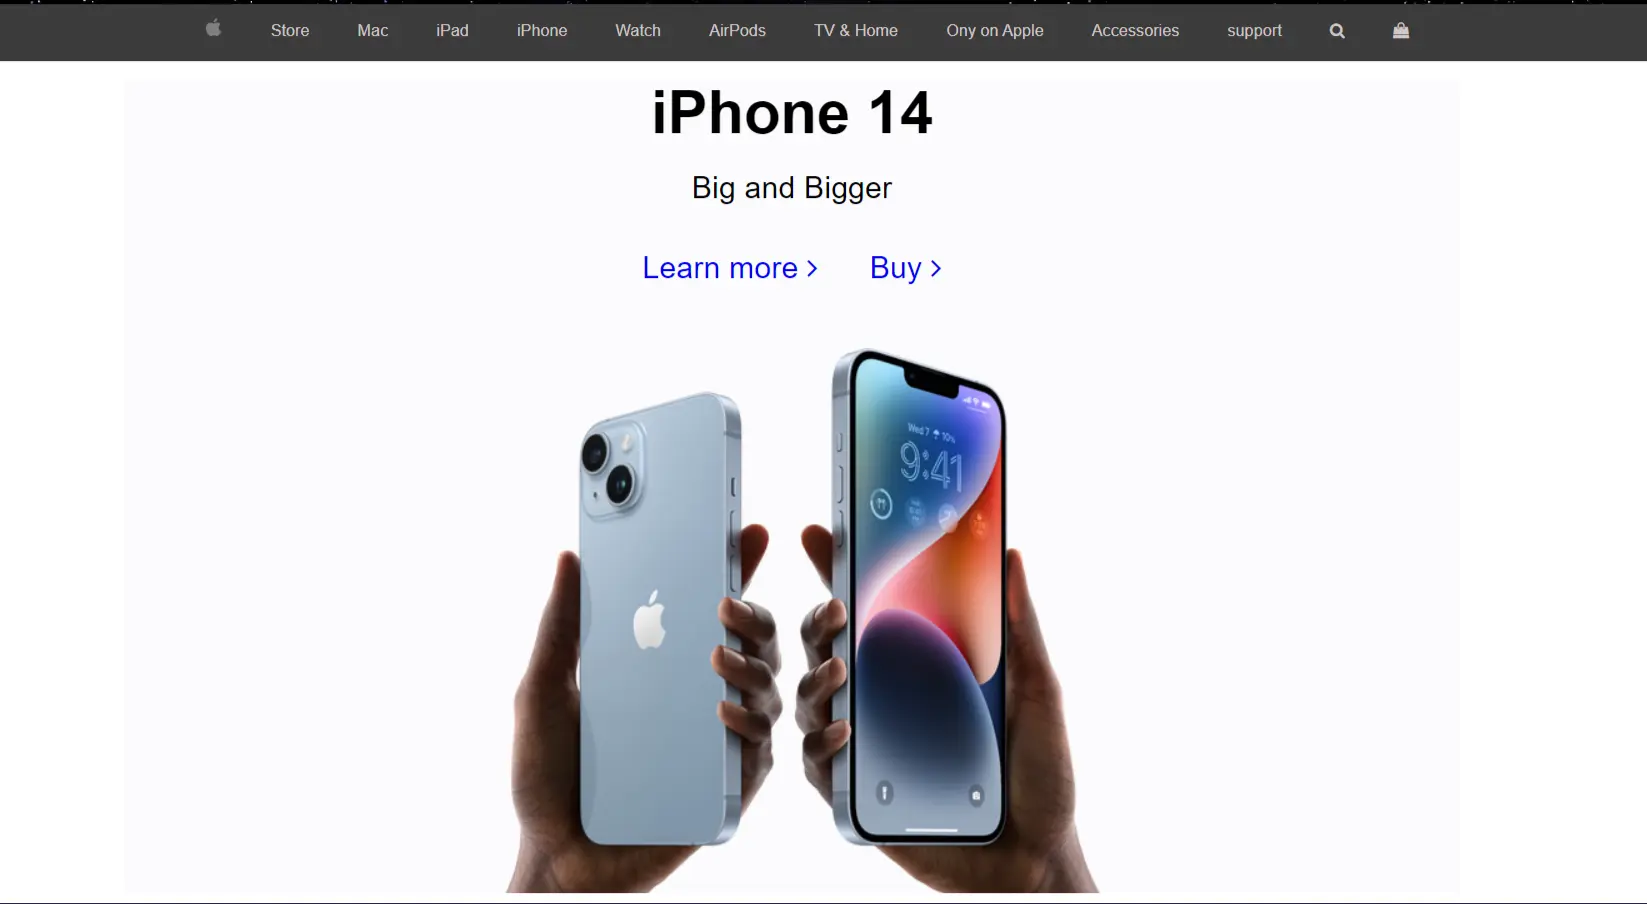 Store Mac iPad iPhone Watch AirPods TV & Home Ony on Apple Accessories support
iPhone 14
Big and Bigger
Learn more > Buy >
Wed 7 10%
9:41